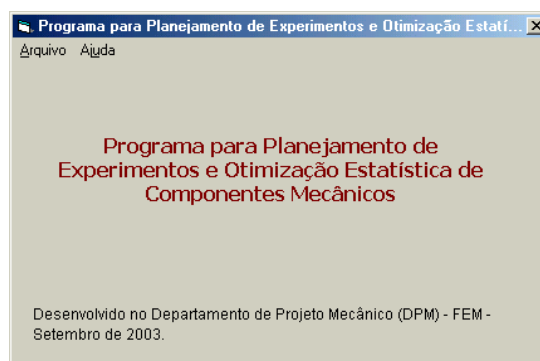 Programa para Planejamento de Experimentos e Otimização Estatí...
Arquivo Ajuda
Programa para Planejamento de
Experimentos e Otimização Estatística de
Componentes Mecânicos
Desenvolvido no Departamento de Projeto Mecânico (DPM) - FEM -
Setembro de 2003.